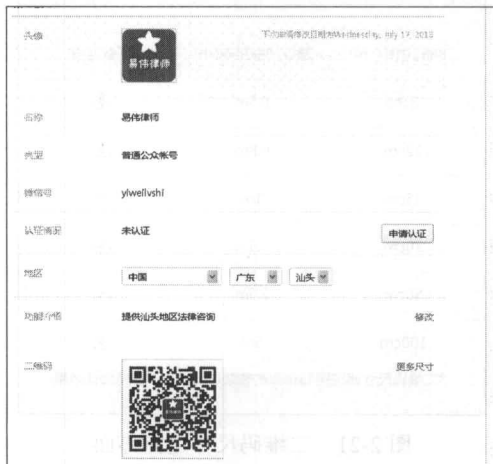 头像
易伟律师
名称 易伟律师
类型 普通公众帐号
微信号 yiweilvshi
认证情况 未认证 申请认证
地区 中国 广东 汕头
功能介绍 提供汕头地区法律咨询 修改
二维码 更多尺寸